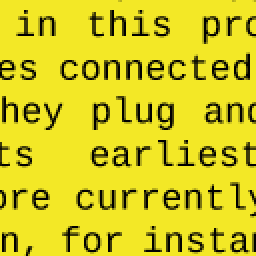 in this pro
es connected
hey plug and
ts earliest
ore currently
n, for instan